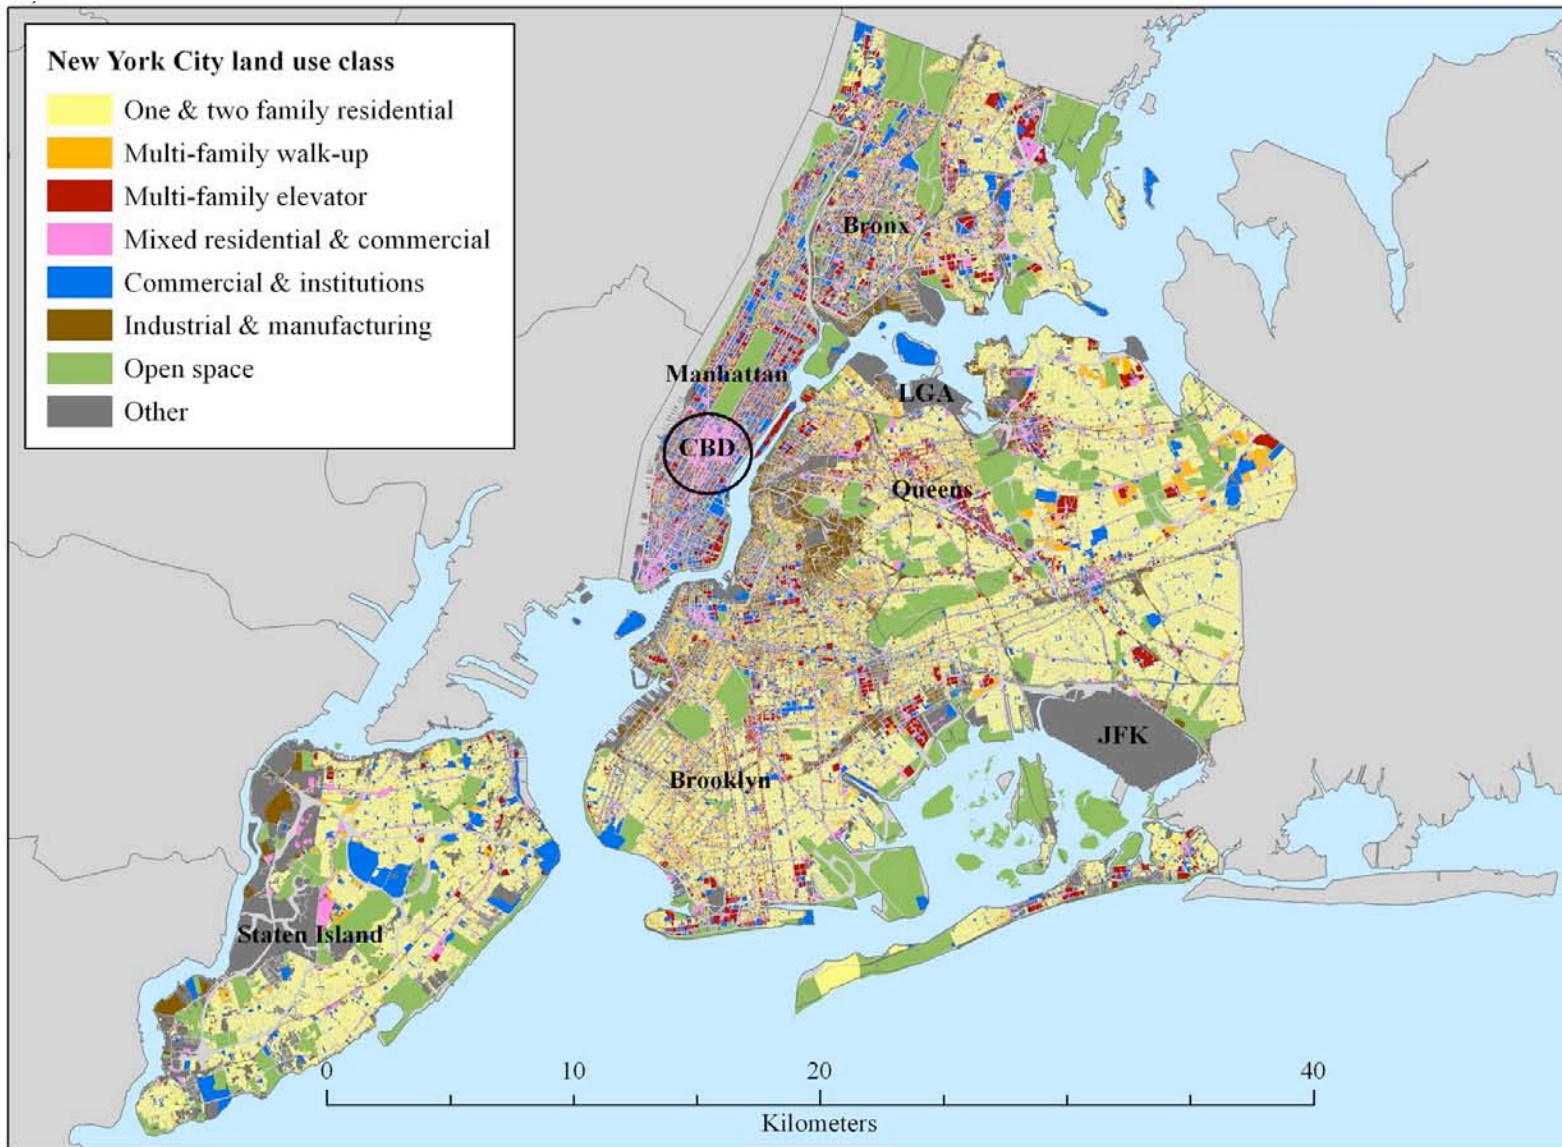 New York City land use class
One & two family residential
Multi-family walk-up
Multi-family elevator
Mixed residential & commercial
Commercial & institutions
Industrial & manufacturing
Open space
Other
Bronx
Manhattan
LGA
CBD
Queens
JFK
Brooklyn
Staten Island
0 10 20 40
Kilometers